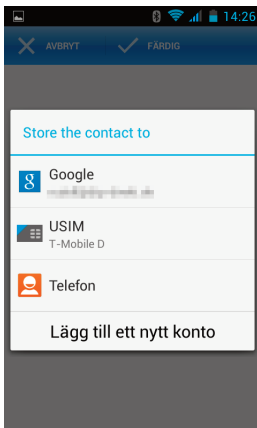 14:26
AVBRYT
FÄRDIG
Store the contact to
Google
USIM
T-Mobile D
Telefon
Lägg till ett nytt konto